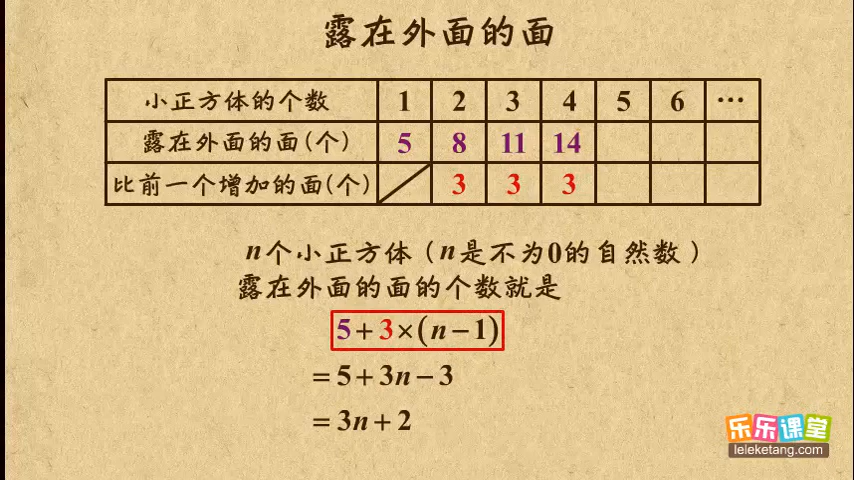 露在外面的面
小正方体的个数 1 2 3 4 5 6 …
露在外面的面(个) 5 8 11 14
比前一个增加的面(个) 3 3 3
n个小正方体（n是不为0的自然数）
露在外面的面的个数就是
5+3×(n−1)
=5+3n−3
=3n+2
乐乐课堂
leleketang.com